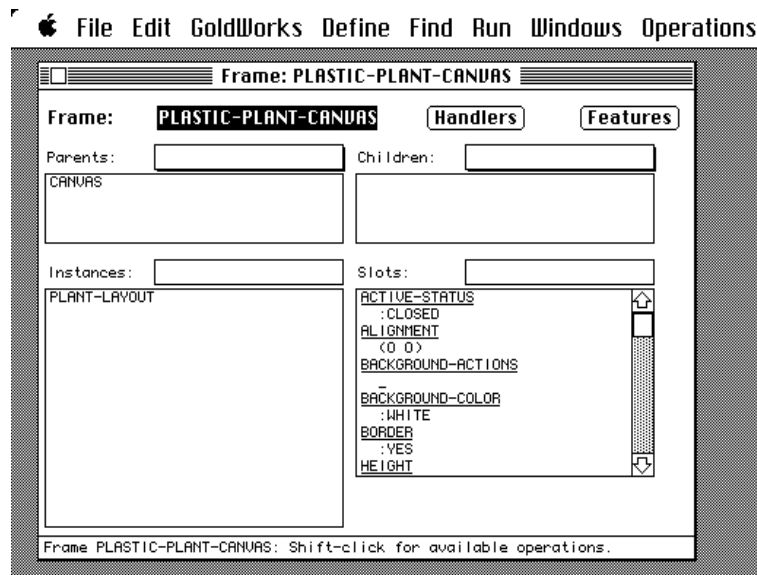 File Edit GoldWorks Define Find Run Windows Operations
Frame: PLASTIC-PLANT-CANVAS
Frame: PLASTIC-PLANT-CANVAS Handlers Features
Parents: Children:
CANVAS
Instances: Slots:
PLANT-LAYOUT
ACTIVE-STATUS
:CLOSED
ALIGNMENT
(0 0)
BACKGROUND-ACTIONS
_
BACKGROUND-COLOR
:WHITE
BORDER
:YES
HEIGHT
Frame PLASTIC-PLANT-CANVAS: Shift-click for available operations.